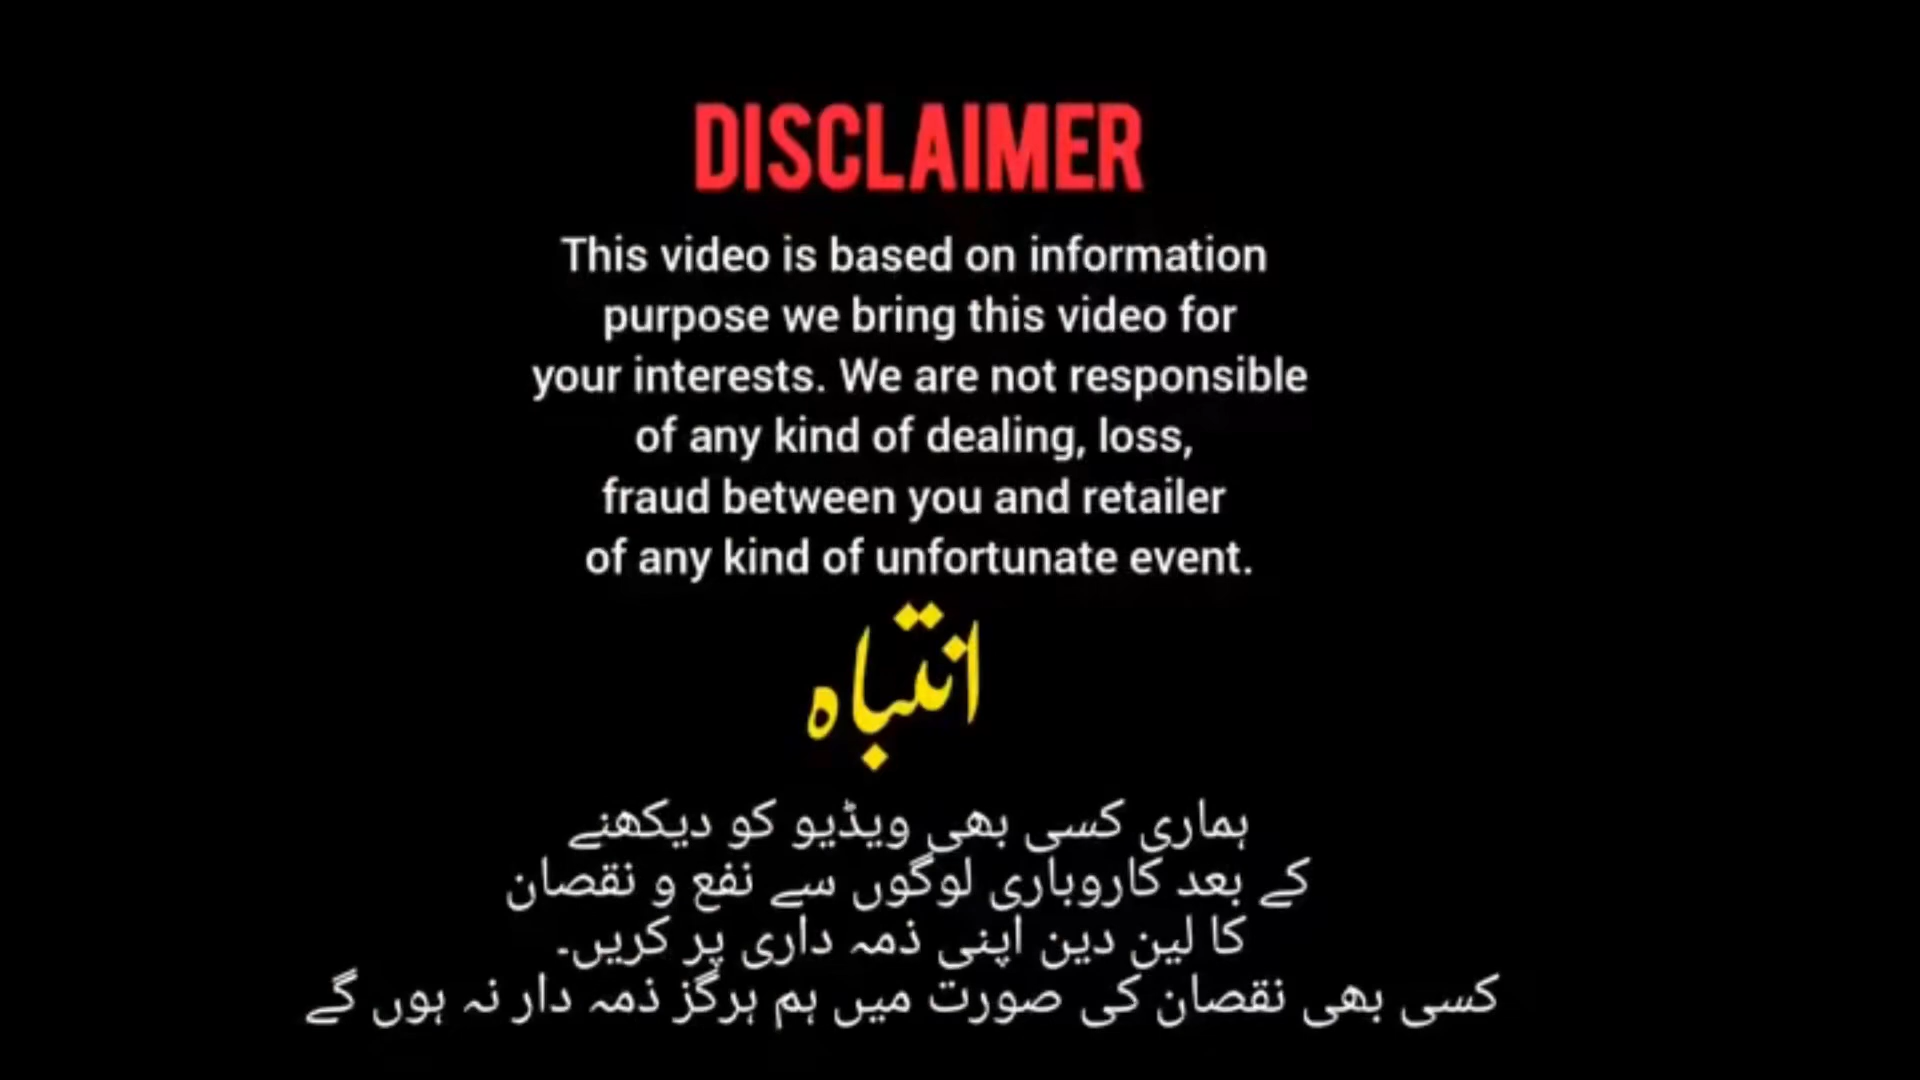 DISCLAIMER
This video is based on information
purpose we bring this video for
your interests. We are not responsible
of any kind of dealing, loss,
fraud between you and retailer
of any kind of unfortunate event.
انتباہ
ہماری کسی بھی ویڈیو کو دیکھنے
کے بعد کاروباری لوگوں سے نفع و نقصان
کا لین دین اپنی ذمہ داری پر کریں۔
کسی بھی نقصان کی صورت میں ہم ہرگز ذمہ دار نہ ہوں گے